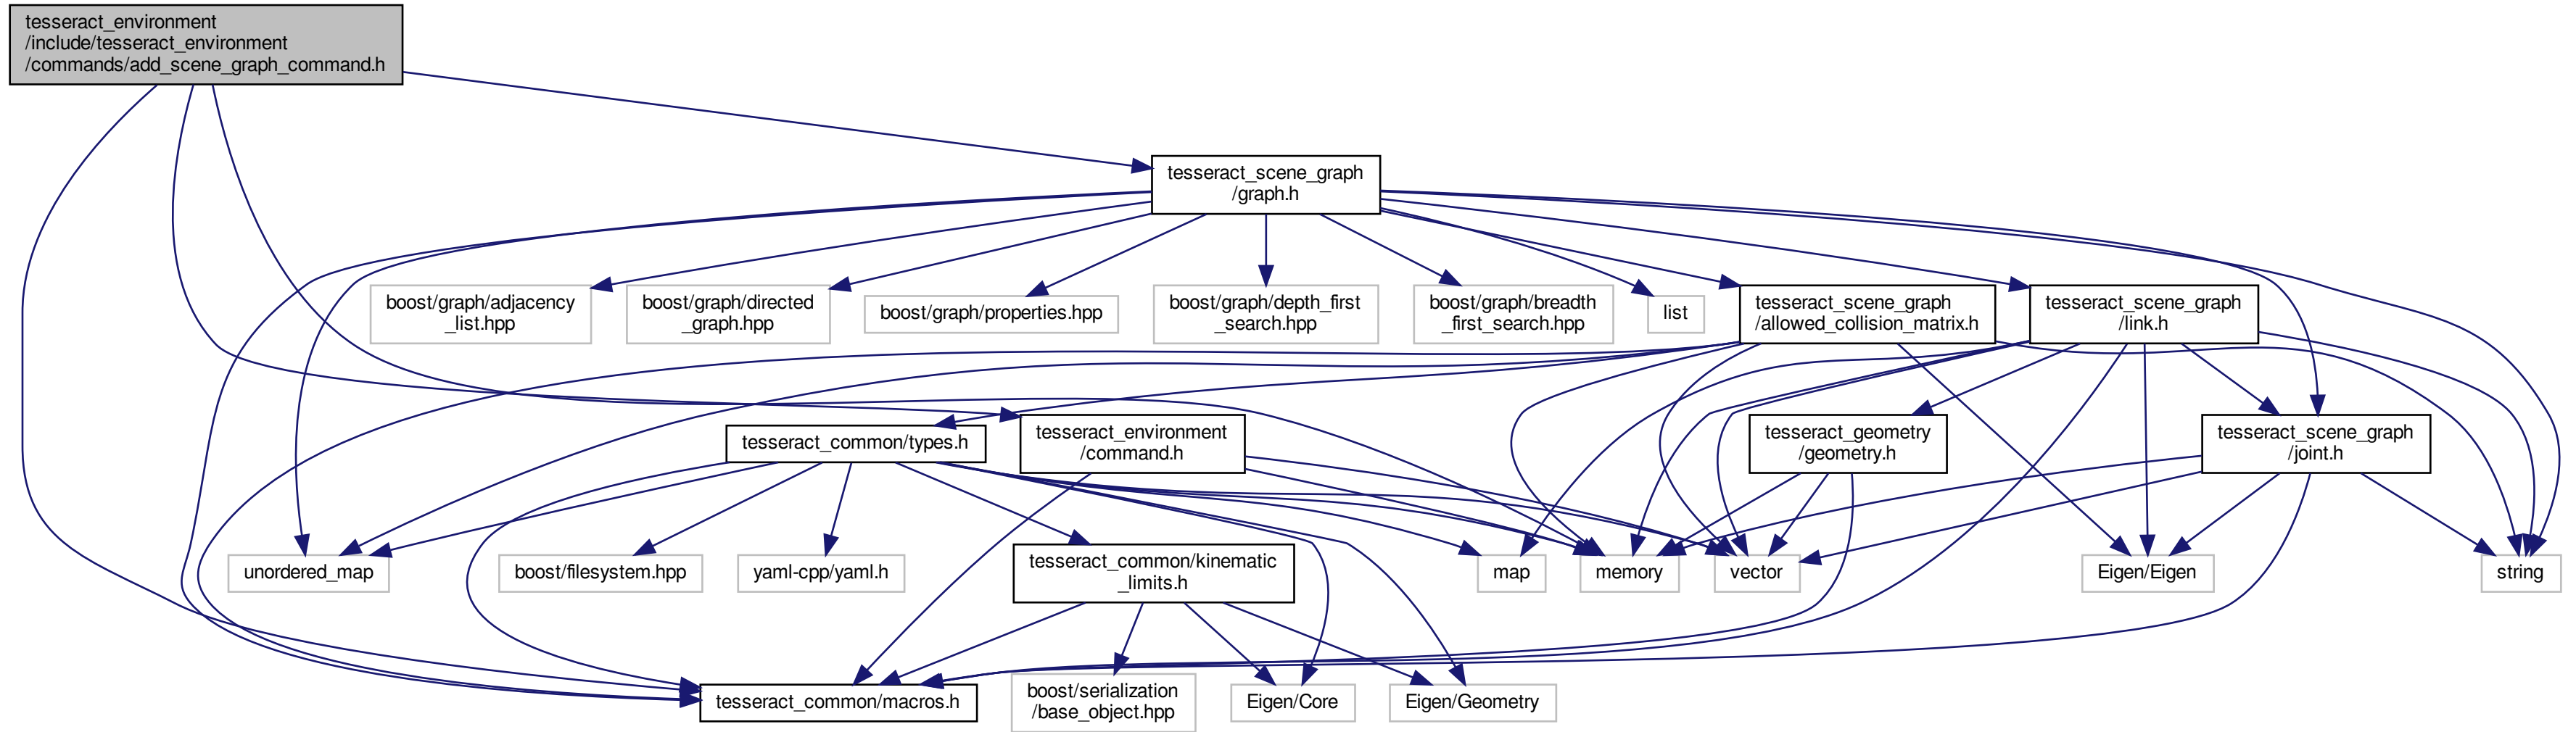 tesseract_environment
/include/tesseract_environment
/commands/add_scene_graph_command.h
tesseract_scene_graph
/graph.h
boost/graph/adjacency
_list.hpp
boost/graph/directed
_graph.hpp
boost/graph/properties.hpp
boost/graph/depth_first
_search.hpp
boost/graph/breadth
_first_search.hpp
list
tesseract_scene_graph
/allowed_collision_matrix.h
tesseract_scene_graph
/link.h
tesseract_common/types.h
tesseract_environment
/command.h
tesseract_geometry
/geometry.h
tesseract_scene_graph
/joint.h
unordered_map
boost/filesystem.hpp
yaml-cpp/yaml.h
tesseract_common/kinematic
_limits.h
map
memory
vector
Eigen/Eigen
string
tesseract_common/macros.h
boost/serialization
/base_object.hpp
Eigen/Core
Eigen/Geometry